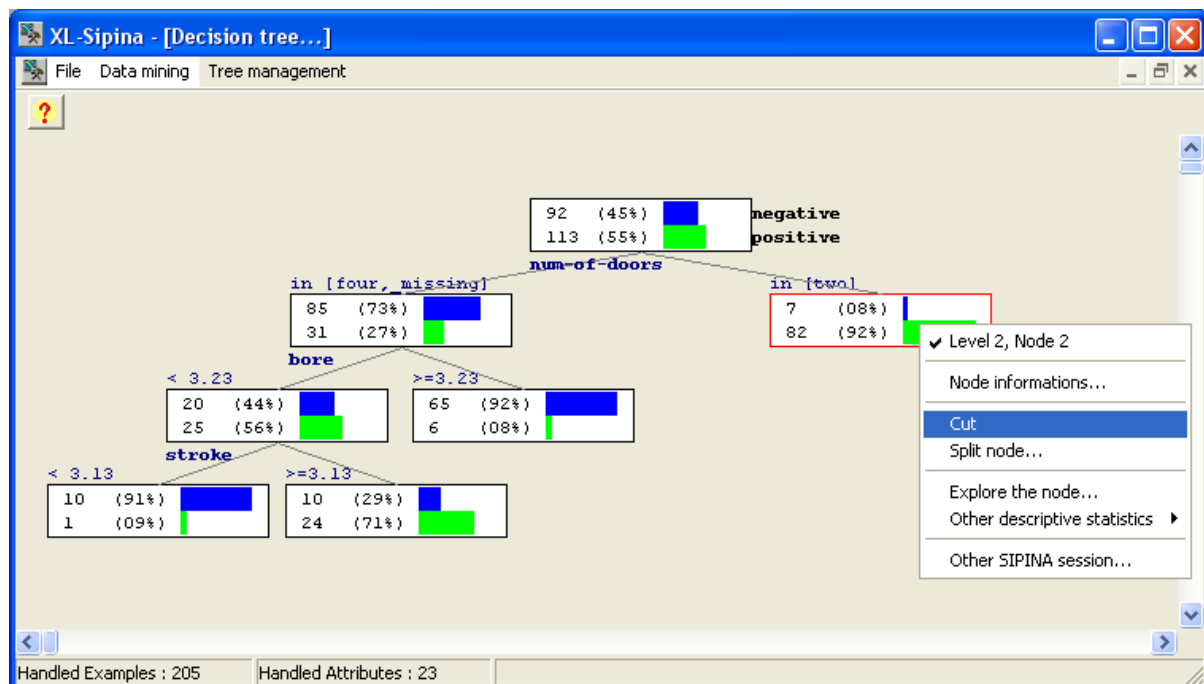 XL-Sipina - [Decision tree...]
File Data mining Tree management
?
92 (45%) negative
113 (55%) positive
num-of-doors
in [four,_missing]
in [two]
85 (73%)
31 (27%)
7 (08%)
82 (92%)
bore
< 3.23
>=3.23
20 (44%)
25 (56%)
65 (92%)
6 (08%)
stroke
< 3.13
>=3.13
10 (91%)
1 (09%)
10 (29%)
24 (71%)
Level 2, Node 2
Node informations...
Cut
Split node...
Explore the node...
Other descriptive statistics
Other SIPINA session...
Handled Examples : 205
Handled Attributes : 23